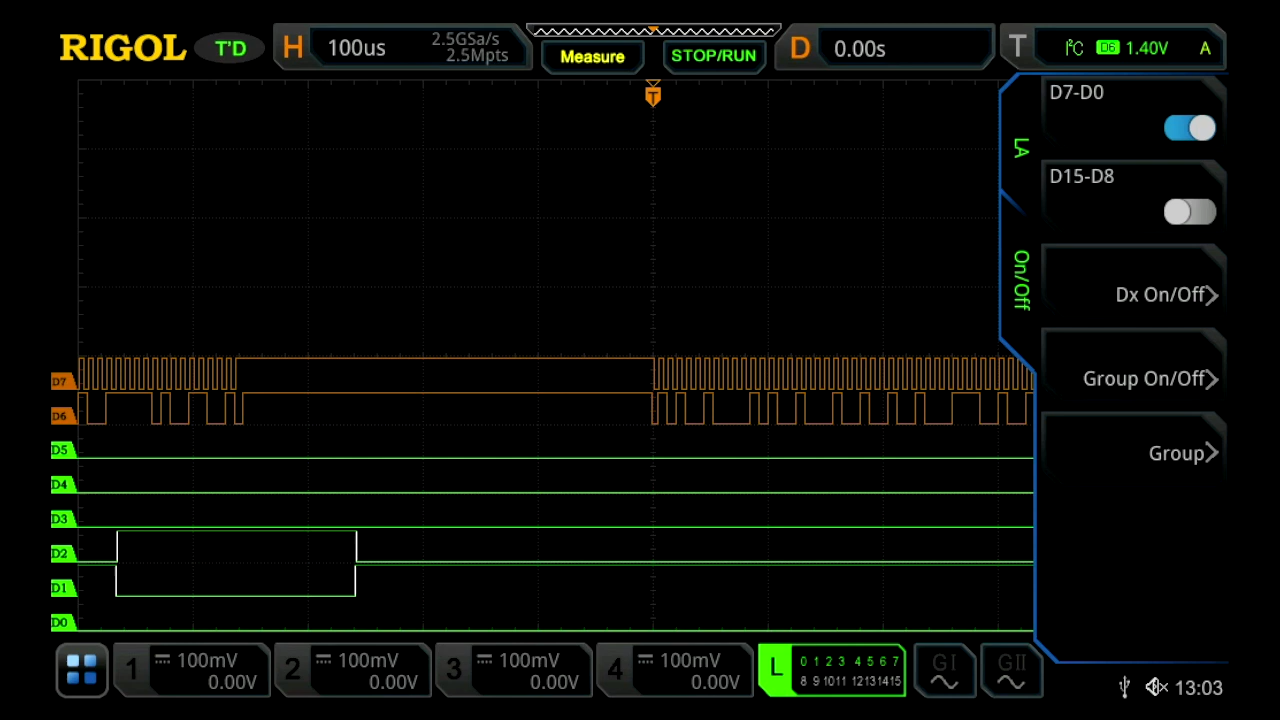 RIGOL
T'D
H
100us
2.5GSa/s
2.5Mpts
Measure
STOP/RUN
D
0.00s
T
I²C
D6
1.40V
A
T
LA
On/Off
D7-D0
D15-D8
Dx On/Off
Group On/Off
Group
D7
D6
D5
D4
D3
D2
D1
D0
1
100mV
0.00V
2
100mV
0.00V
3
100mV
0.00V
4
100mV
0.00V
L
0 1 2 3 4 5 6 7
8 9 10 11 12 13 14 15
GI
GII
13:03